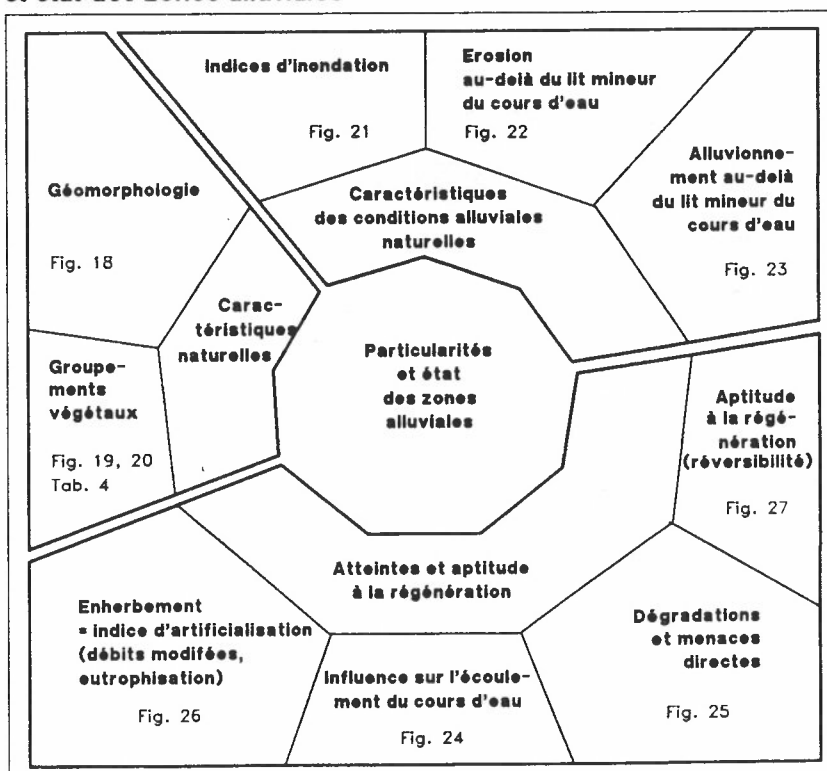 Indices d'inondation
Fig. 21
Erosion
au-delà du lit mineur
du cours d'eau
Fig. 22
Alluvionne-
ment au-delà
du lit mineur du
cours d'eau
Fig. 23
Géomorphologie
Fig. 18
Caractéristiques
des conditions alluviales
naturelles
Carac-
téristiques
naturelles
Groupe-
ments
végétaux
Fig. 19, 20
Tab. 4
Particularités
et état
des zones
alluviales
Aptitude
à la régé-
nération
(réversibilité)
Fig. 27
Atteintes et aptitude
à la régénération
Enherbement
= indice d'artificialisation
(débits modifées,
eutrophisation)
Fig. 26
Influence sur l'écoule-
ment du cours d'eau
Fig. 24
Dégradations
et menaces
directes
Fig. 25